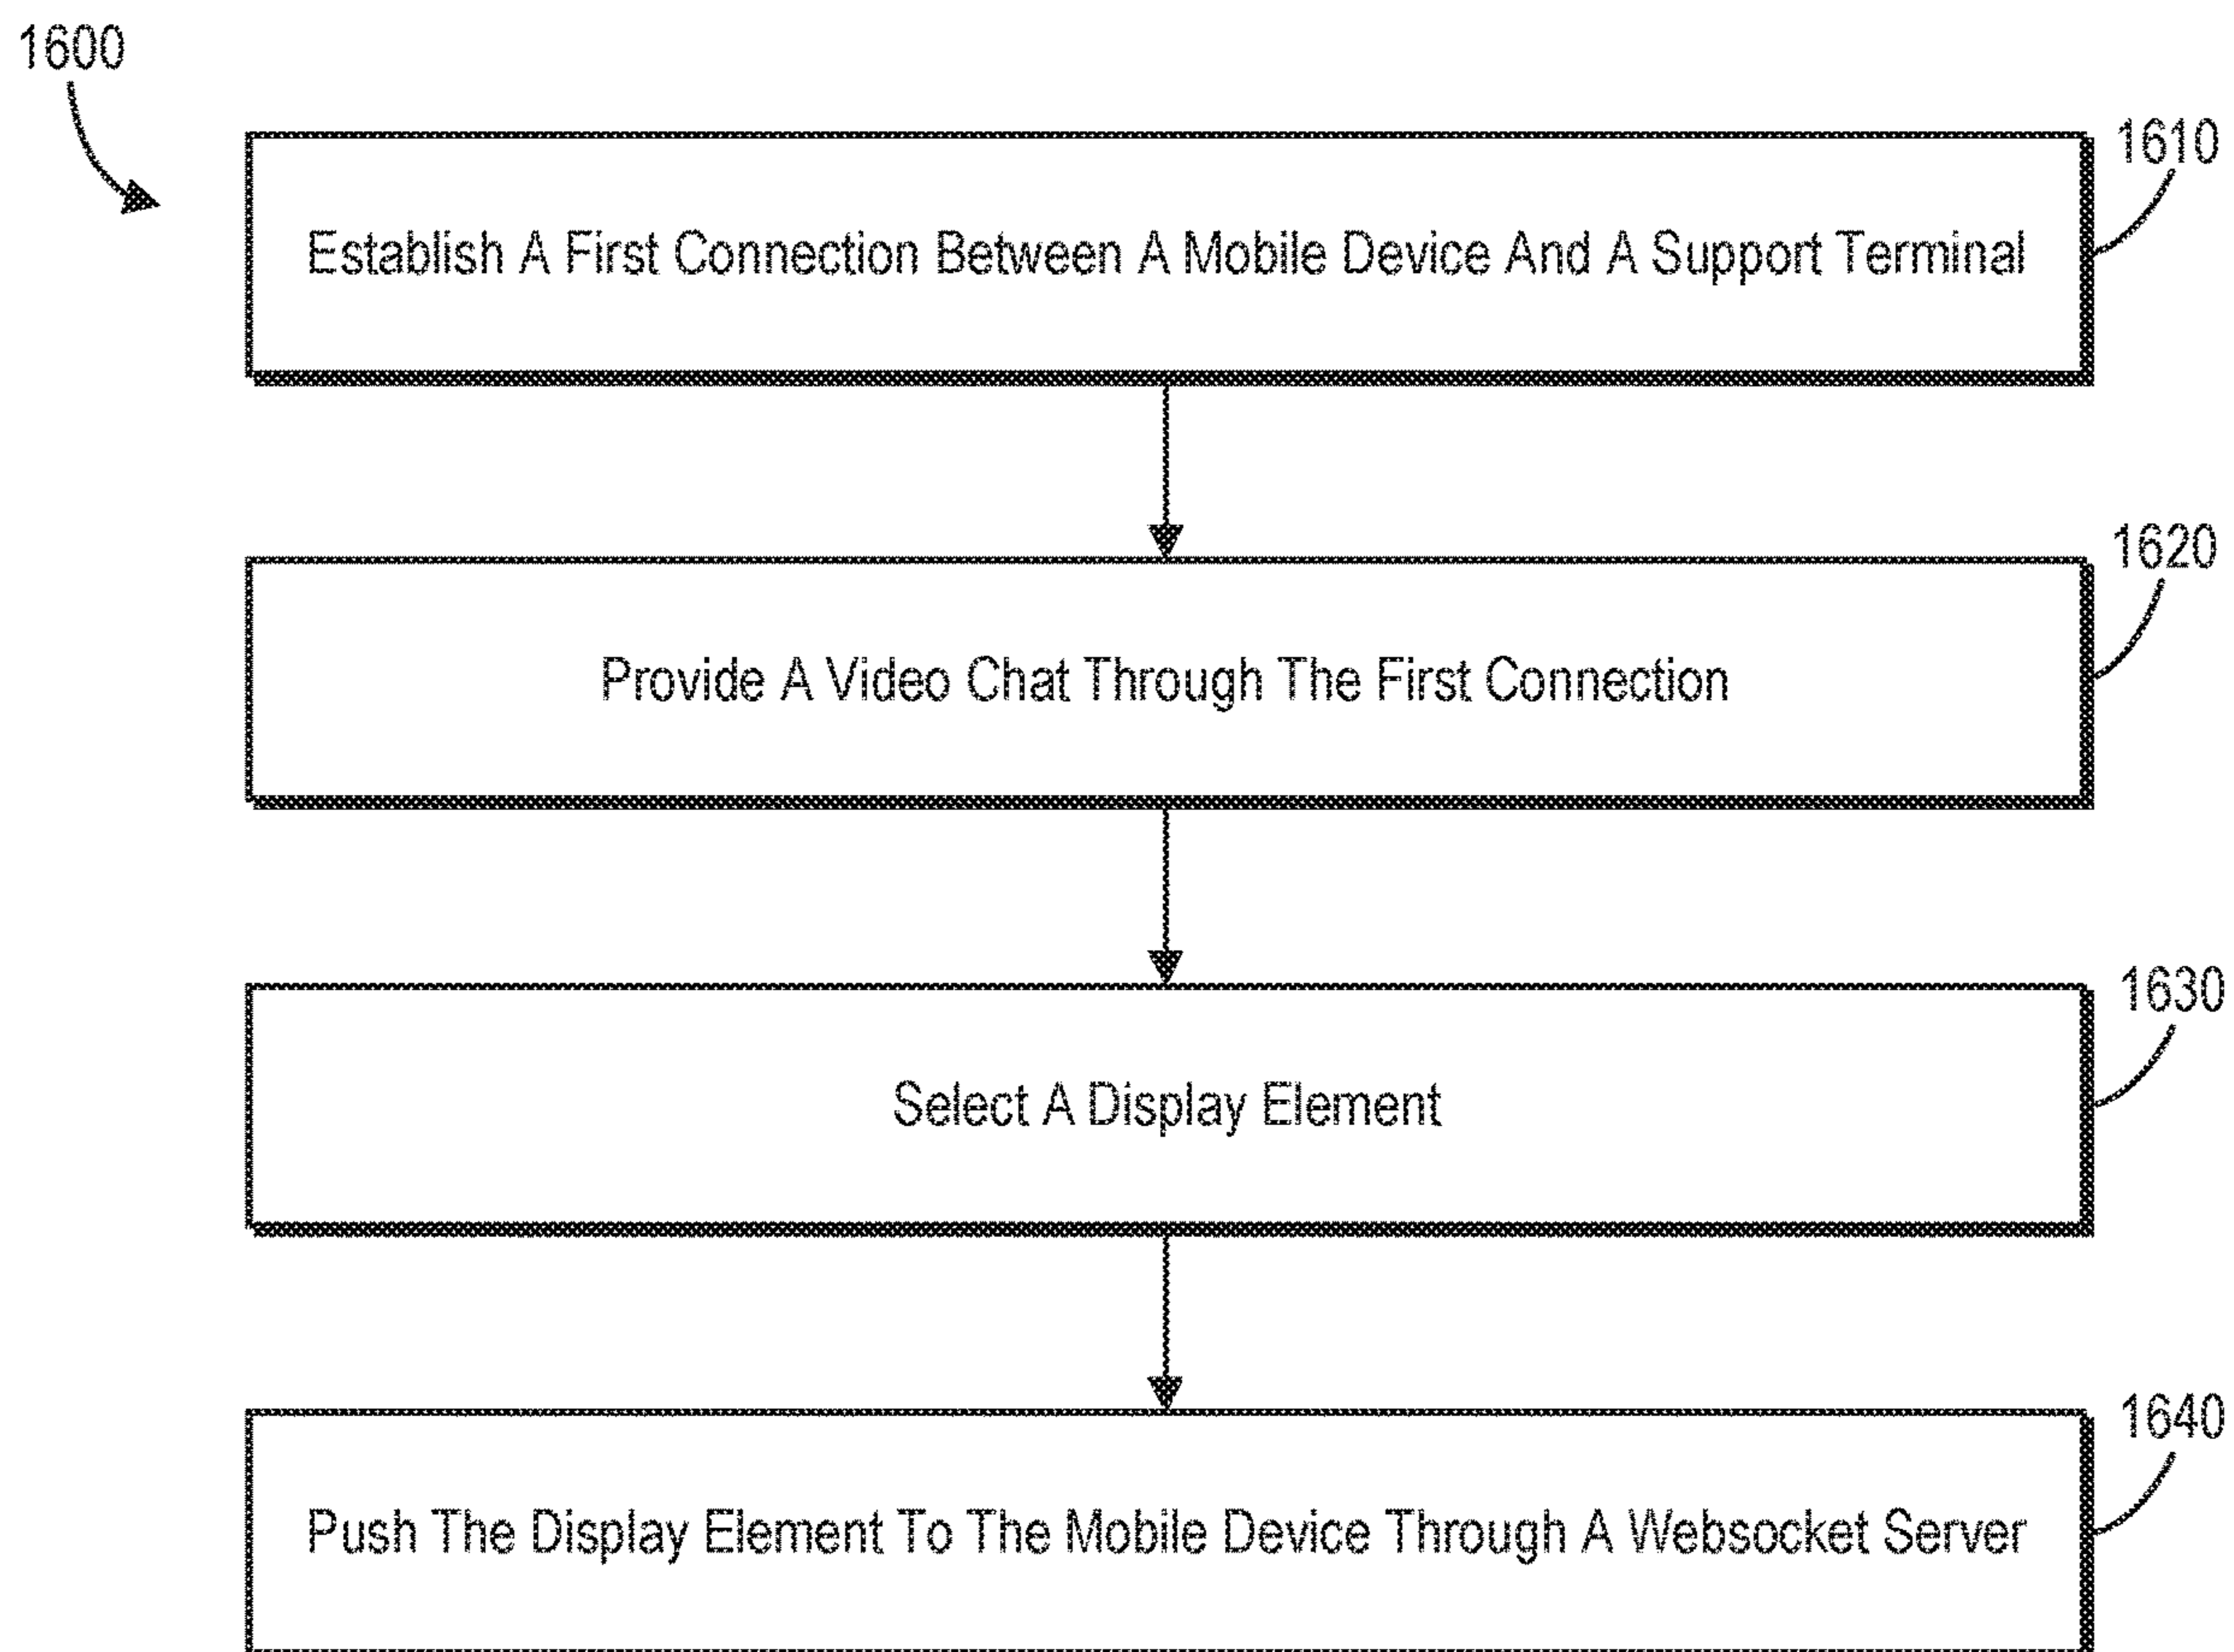 1600
1610
Establish A First Connection Between A Mobile Device And A Support Terminal
1620
Provide A Video Chat Through The First Connection
1630
Select A Display Element
1640
Push The Display Element To The Mobile Device Through A Websocket Server